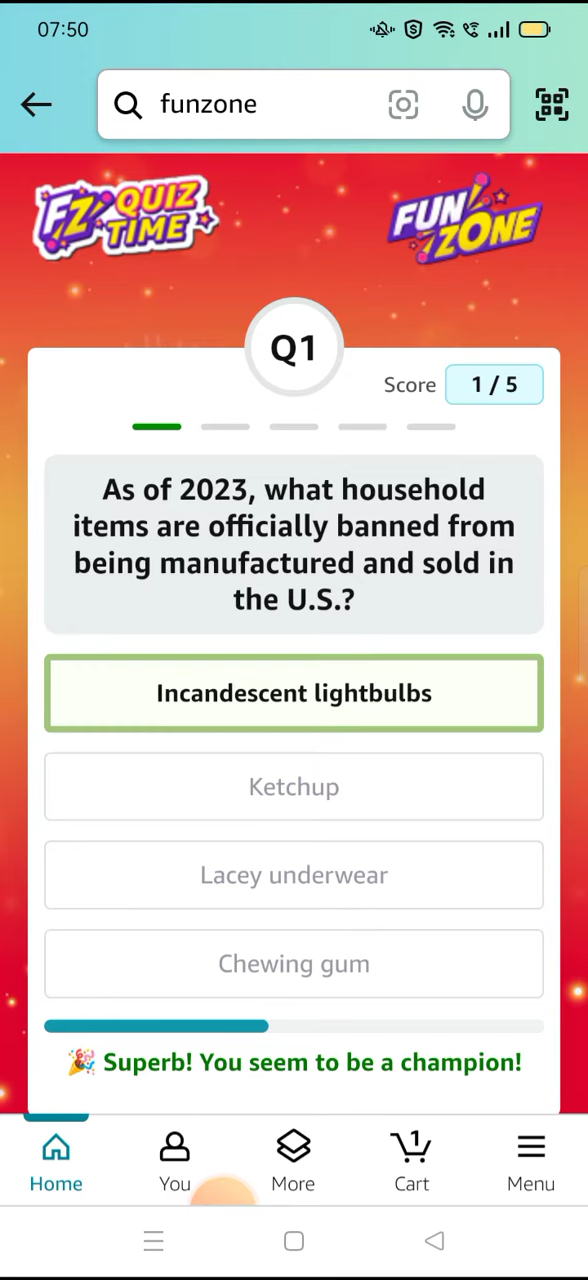 07:50
funzone
FZ QUIZ
TIME
FUN
ZONE
Q1
Score 1 / 5
As of 2023, what household
items are officially banned from
being manufactured and sold in
the U.S.?
Incandescent lightbulbs
Ketchup
Lacey underwear
Chewing gum
🎉 Superb! You seem to be a champion!
1
Home You More Cart Menu